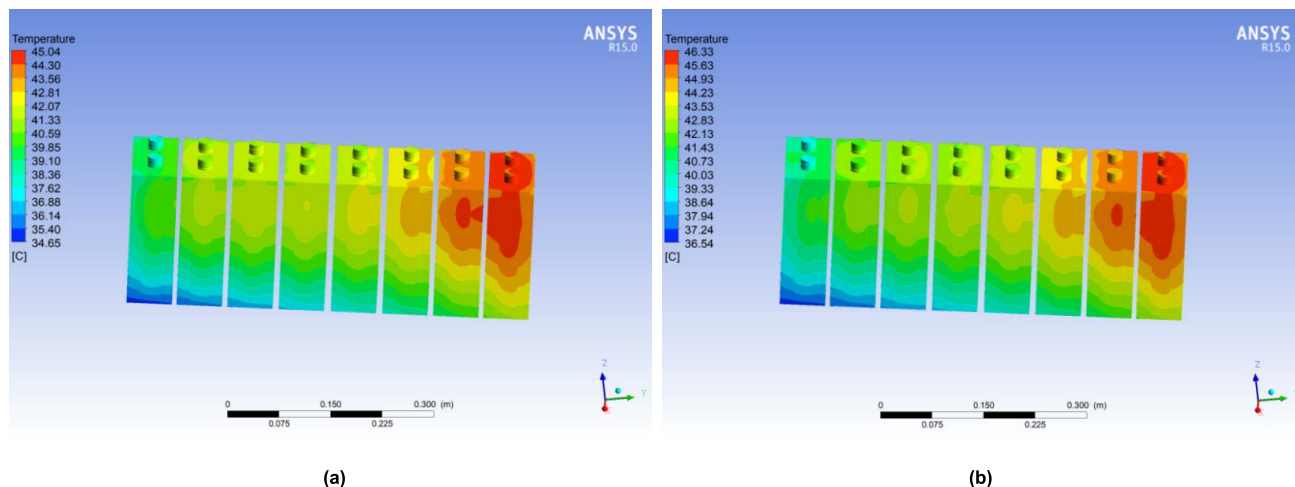 Temperature
45.04
44.30
43.56
42.81
42.07
41.33
40.59
39.85
39.10
38.36
37.62
36.88
36.14
35.40
34.65
[C]
ANSYS
R15.0
Z
Y
X
0 0.150 0.300 (m)
0.075 0.225
(a)
Temperature
46.33
45.63
44.93
44.23
43.53
42.83
42.13
41.43
40.73
40.03
39.33
38.64
37.94
37.24
36.54
[C]
ANSYS
R15.0
Z
X
0 0.150 0.300 (m)
0.075 0.225
(b)